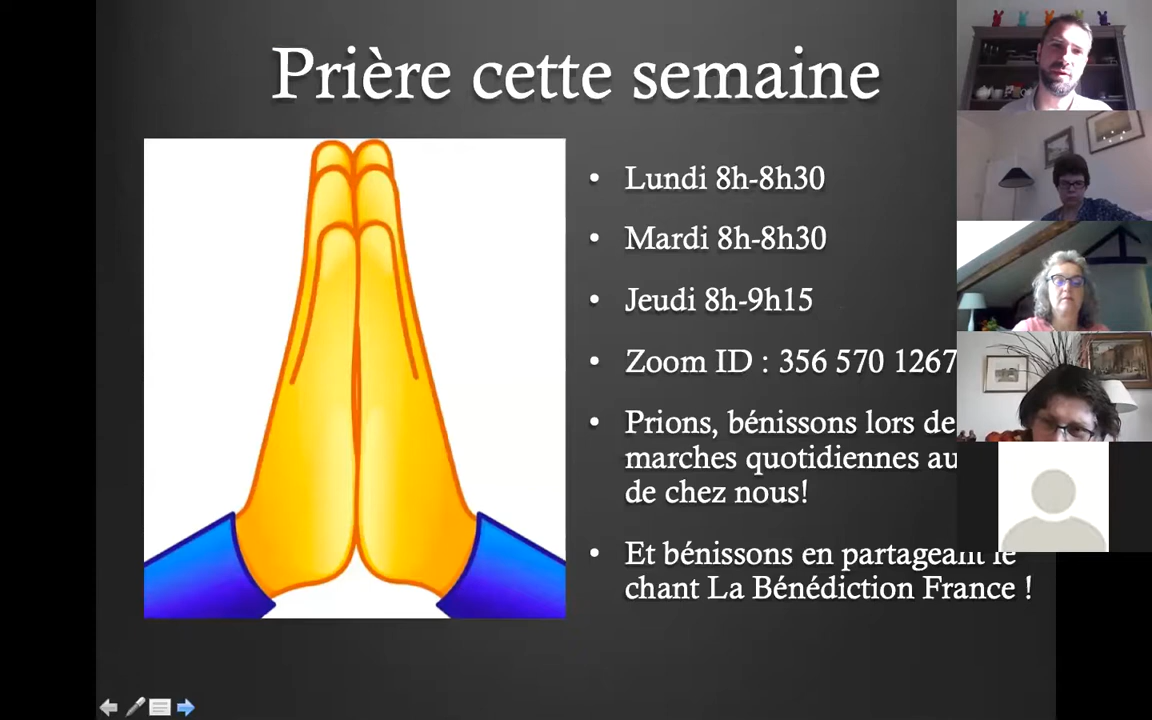 Prière cette semaine
• Lundi 8h-8h30
• Mardi 8h-8h30
• Jeudi 8h-9h15
• Zoom ID : 356 570 1267
• Prions, bénissons lors de
marches quotidiennes au
de chez nous!
• Et bénissons en partageant le
chant La Bénédiction France !